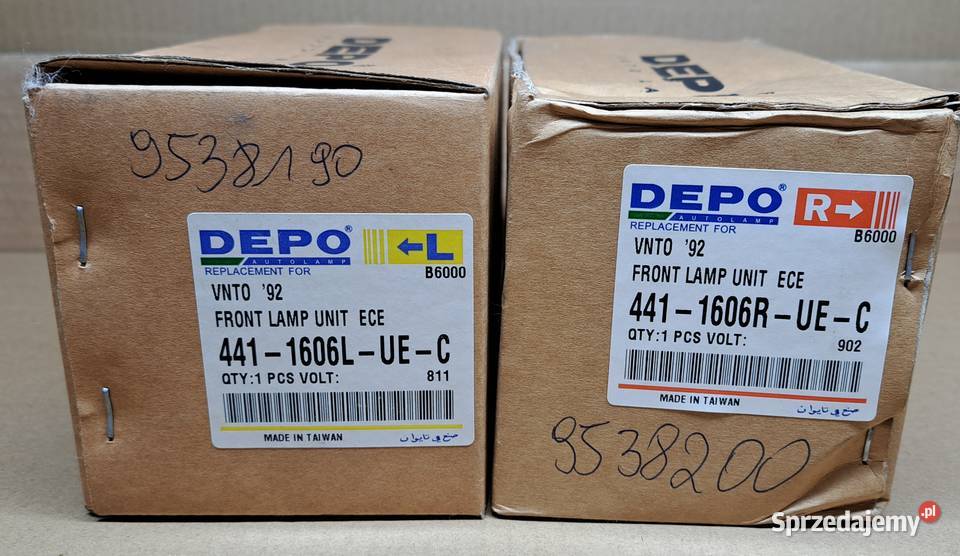 DEPO
9538190
DEPO®
AUTOLAMP
←L
REPLACEMENT FOR
B6000
VNTO '92
FRONT LAMP UNIT ECE
441-1606L-UE-C
QTY:1 PCS VOLT:
811
MADE IN TAIWAN
صنع في تايوان
DEPO
DEPO®
AUTOLAMP
R→
REPLACEMENT FOR
B6000
VNTO '92
FRONT LAMP UNIT ECE
441-1606R-UE-C
QTY:1 PCS VOLT:
902
MADE IN TAIWAN
صنع في تايوان
9538200
Sprzedajemy.pl